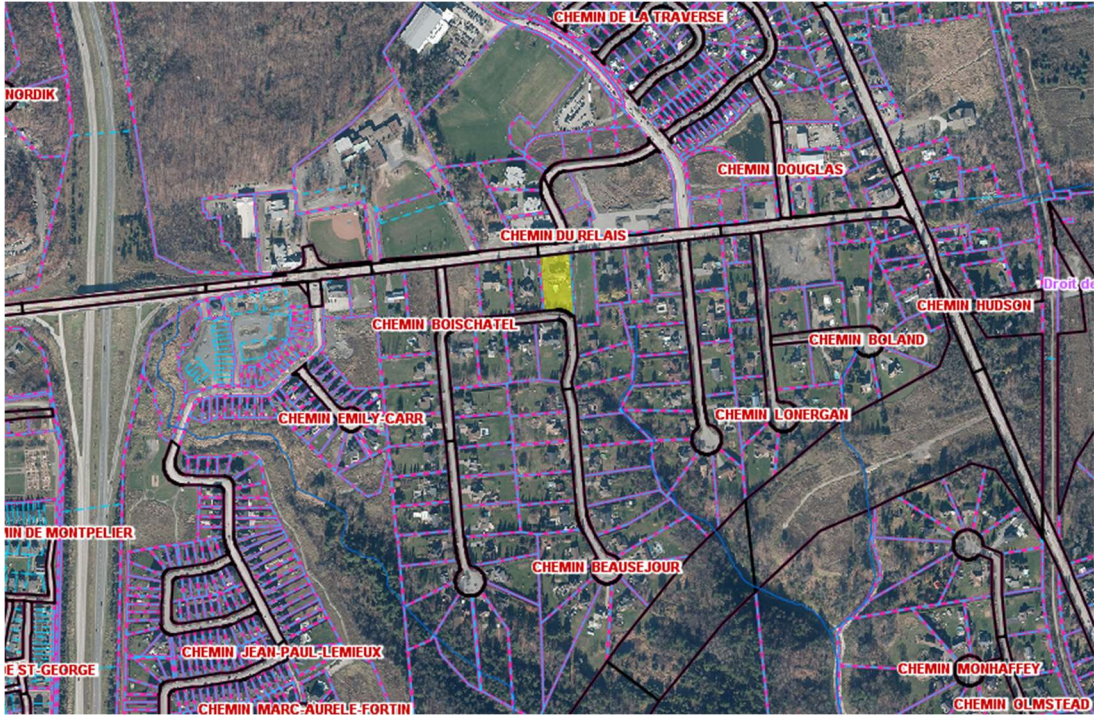 CHEMIN DE LA TRAVERSE
NORDIK
CHEMIN DOUGLAS
CHEMIN DU RELAIS
Droit de
CHEMIN HUDSON
CHEMIN BOISCHATEL
CHEMIN BOLAND
CHEMIN EMILY-CARR
CHEMIN LONERGAN
MIN DE MONTPELIER
CHEMIN BEAUSEJOUR
CHEMIN JEAN-PAUL-LEMIEUX
DE ST-GEORGE
CHEMIN MONHAFFEY
CHEMIN OLMSTEAD
CHEMIN MARC-AURELE-FORTIN